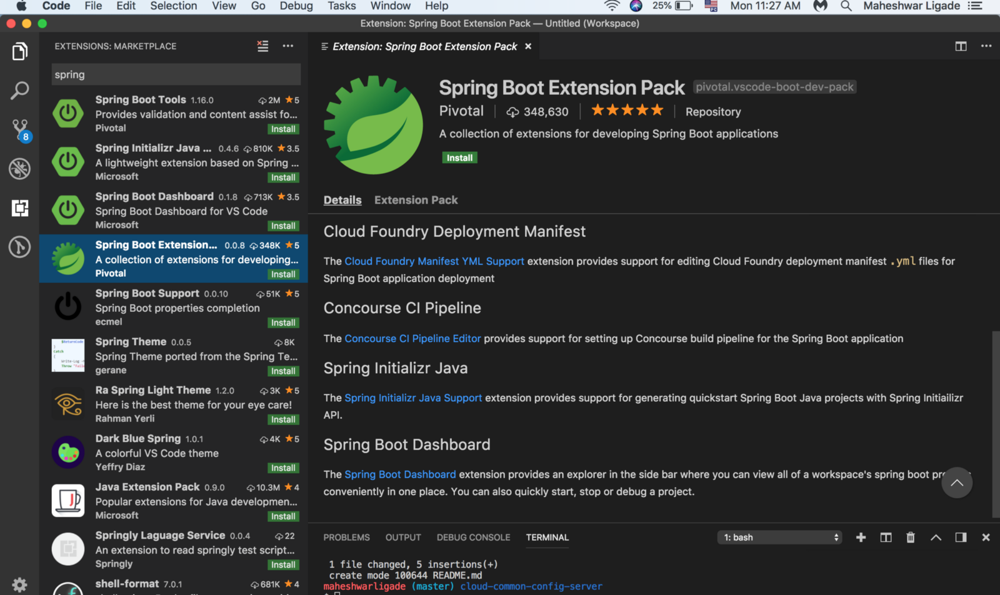 Code File Edit Selection View Go Debug Tasks Window Help 25% Mon 11:27 AM Maheshwar Ligade
Extension: Spring Boot Extension Pack — Untitled (Workspace)
EXTENSIONS: MARKETPLACE
spring
Spring Boot Tools 1.16.0 2M 5
Provides validation and content assist fo...
Pivotal Install
Spring Initializr Java ... 0.4.6 810K 3.5
A lightweight extension based on Spring ...
Microsoft Install
Spring Boot Dashboard 0.1.8 713K 3.5
Spring Boot Dashboard for VS Code
Microsoft Install
Spring Boot Extension... 0.0.8 348K 5
A collection of extensions for developing...
Pivotal Install
Spring Boot Support 0.0.10 51K 5
Spring Boot properties completion
ecmel Install
Spring Theme 0.0.5 8K
Spring Theme ported from the Spring Te...
gerane Install
Ra Spring Light Theme 1.2.0 3K 5
Here is the best theme for your eye care!
Rahman Yerli Install
Dark Blue Spring 1.0.1 4K 5
A colorful VS Code theme
Yeffry Diaz Install
Java Extension Pack 0.9.0 10.3M 4
Popular extensions for Java developmen...
Microsoft Install
Springly Laguage Service 0.0.4 22
An extension to read springly test script...
Springly Install
shell-format 7.0.1 681K 4
8
Extension: Spring Boot Extension Pack
Spring Boot Extension Pack pivotal.vscode-boot-dev-pack
Pivotal 348,630 Repository
A collection of extensions for developing Spring Boot applications
Install
Details Extension Pack
Cloud Foundry Deployment Manifest
The Cloud Foundry Manifest YML Support extension provides support for editing Cloud Foundry deployment manifest .yml files for
Spring Boot application deployment
Concourse CI Pipeline
The Concourse CI Pipeline Editor provides support for setting up Concourse build pipeline for the Spring Boot application
Spring Initializr Java
The Spring Initializr Java Support extension provides support for generating quickstart Spring Boot Java projects with Spring Initiailizr
API.
Spring Boot Dashboard
The Spring Boot Dashboard extension provides an explorer in the side bar where you can view all of a workspace's spring boot
conveniently in one place. You can also quickly start, stop or debug a project.
PROBLEMS OUTPUT DEBUG CONSOLE TERMINAL 1: bash
1 file changed, 5 insertions(+)
create mode 100644 README.md
maheshwarligade (master) cloud-common-config-server